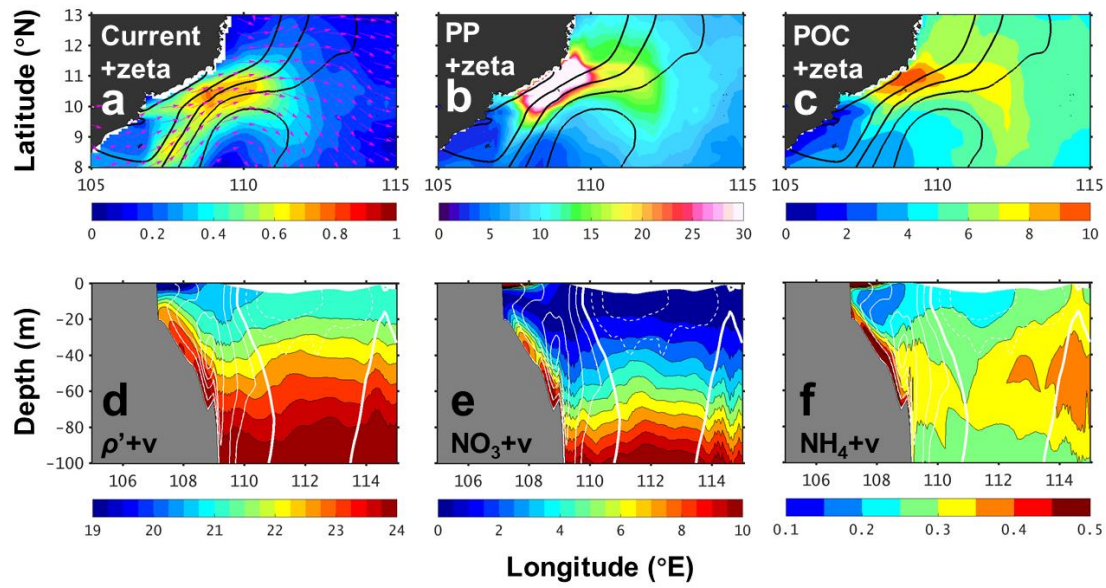 Latitude (°N)
13
12
11
10
9
8
Current
+zeta
a
PP
+zeta
b
POC
+zeta
c
105 110 115
105 110 115
105 110 115
0 0.2 0.4 0.6 0.8 1
0 5 10 15 20 25 30
0 2 4 6 8 10
Depth (m)
0
-20
-40
-60
-80
-100
d
ρ'+v
e
NO3+v
f
NH4+v
106 108 110 112 114
106 108 110 112 114
106 108 110 112 114
19 20 21 22 23 24
0 2 4 6 8 10
0.1 0.2 0.3 0.4 0.5
Longitude (°E)